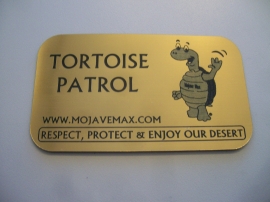 TORTOISE
PATROL
WWW.MOJAVEMAX.COM
RESPECT, PROTECT & ENJOY OUR DESERT